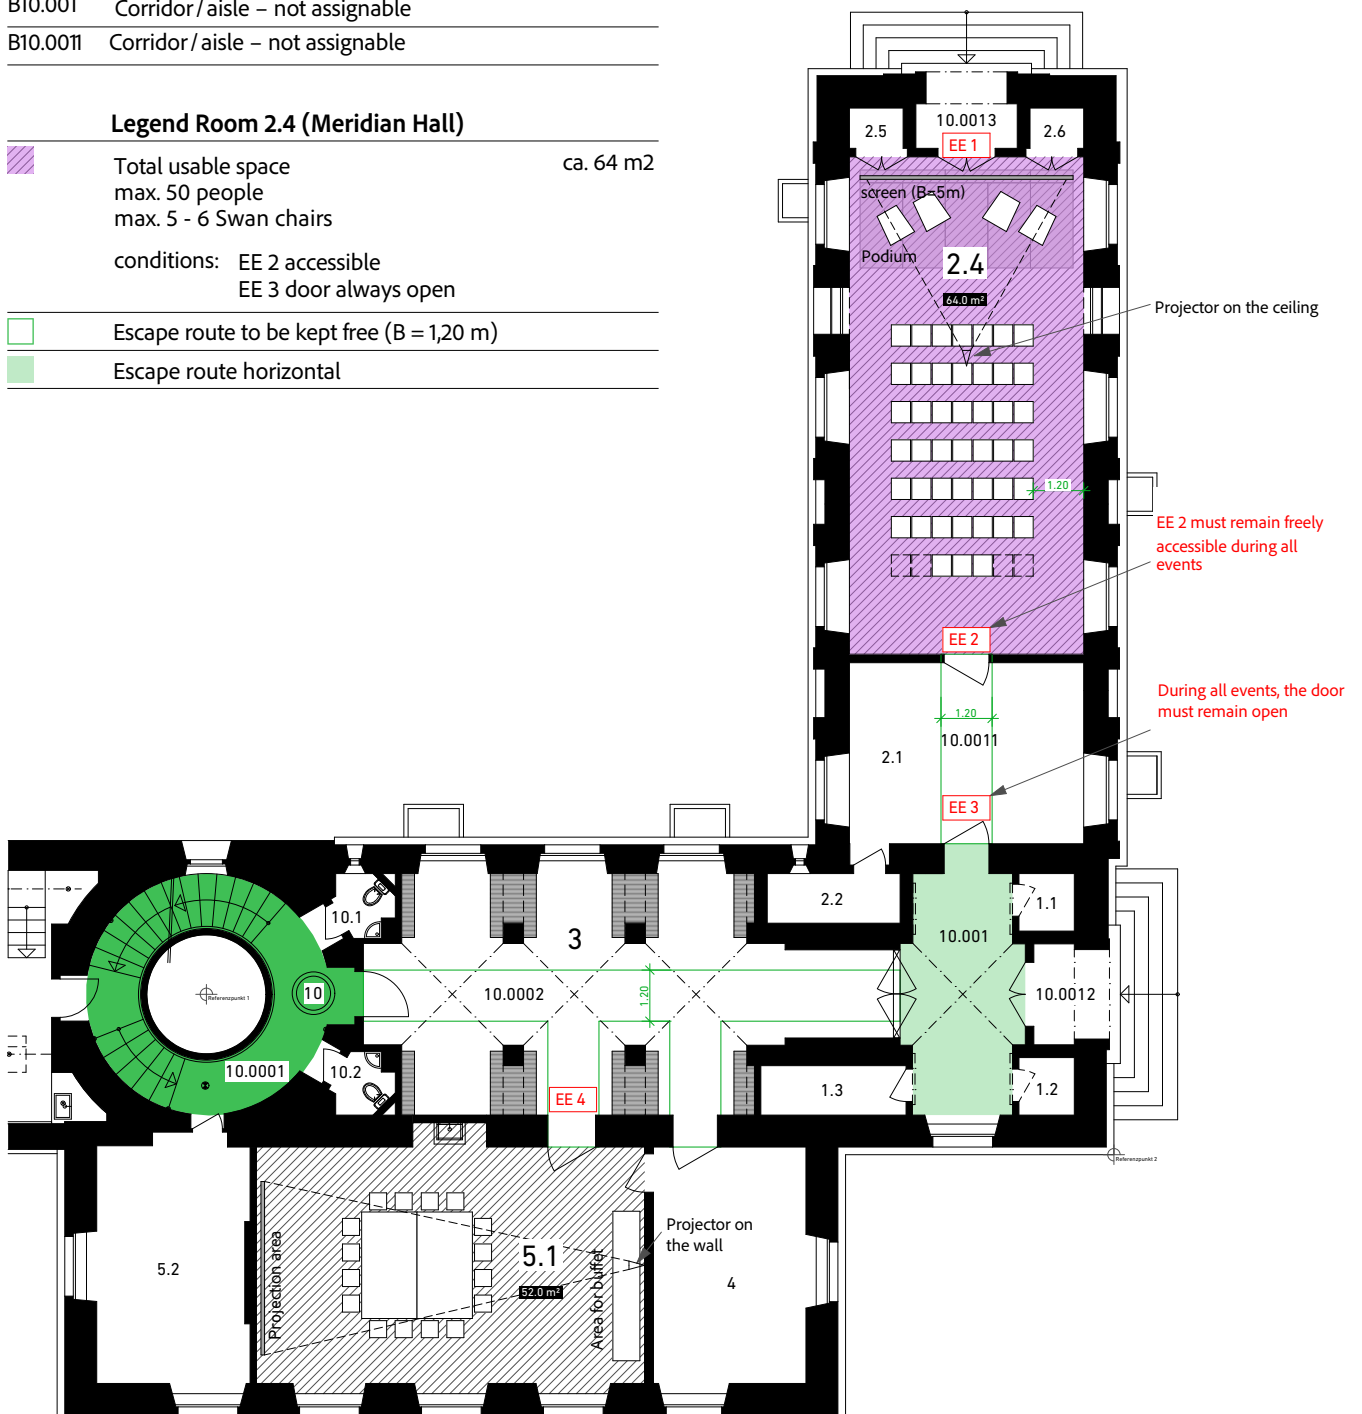 B10.001 Corridor / aisle – not assignable
B10.0011 Corridor / aisle – not assignable
Legend Room 2.4 (Meridian Hall)
Total usable space ca. 64 m2
max. 50 people
max. 5 - 6 Swan chairs
conditions: EE 2 accessible
EE 3 door always open
Escape route to be kept free (B = 1,20 m)
Escape route horizontal
10.0013
2.5
2.6
EE 1
screen (B=5m)
Podium
2.4
64.0 m²
Projector on the ceiling
1.20
EE 2 must remain freely
accessible during all
events
EE 2
During all events, the door
must remain open
1.20
10.0011
2.1
EE 3
2.2
1.1
10.1
3
10.001
10
Referenzpunkt 1
10.0002
1.20
10.0012
10.0001
10.2
1.3
1.2
EE 4
Referenzpunkt 2
Projector on
the wall
5.2
Projection area
5.1
52.0 m²
Area for buffet
4